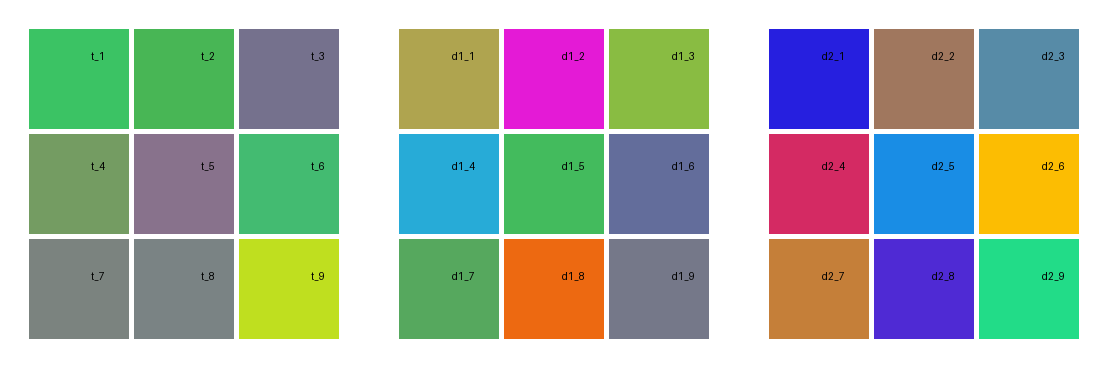 t_1 t_2 t_3 d1_1 d1_2 d1_3 d2_1 d2_2 d2_3
t_4 t_5 t_6 d1_4 d1_5 d1_6 d2_4 d2_5 d2_6
t_7 t_8 t_9 d1_7 d1_8 d1_9 d2_7 d2_8 d2_9